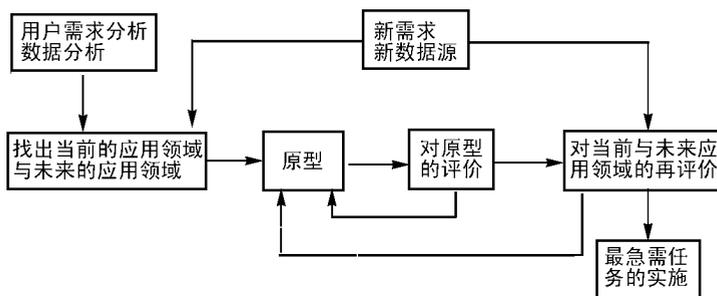 用户需求分析
数据分析
新需求
新数据源
找出当前的应用领域
与未来的应用领域
原型
对原型
的评价
对当前与未来应
用领域的再评价
最急需任
务的实施